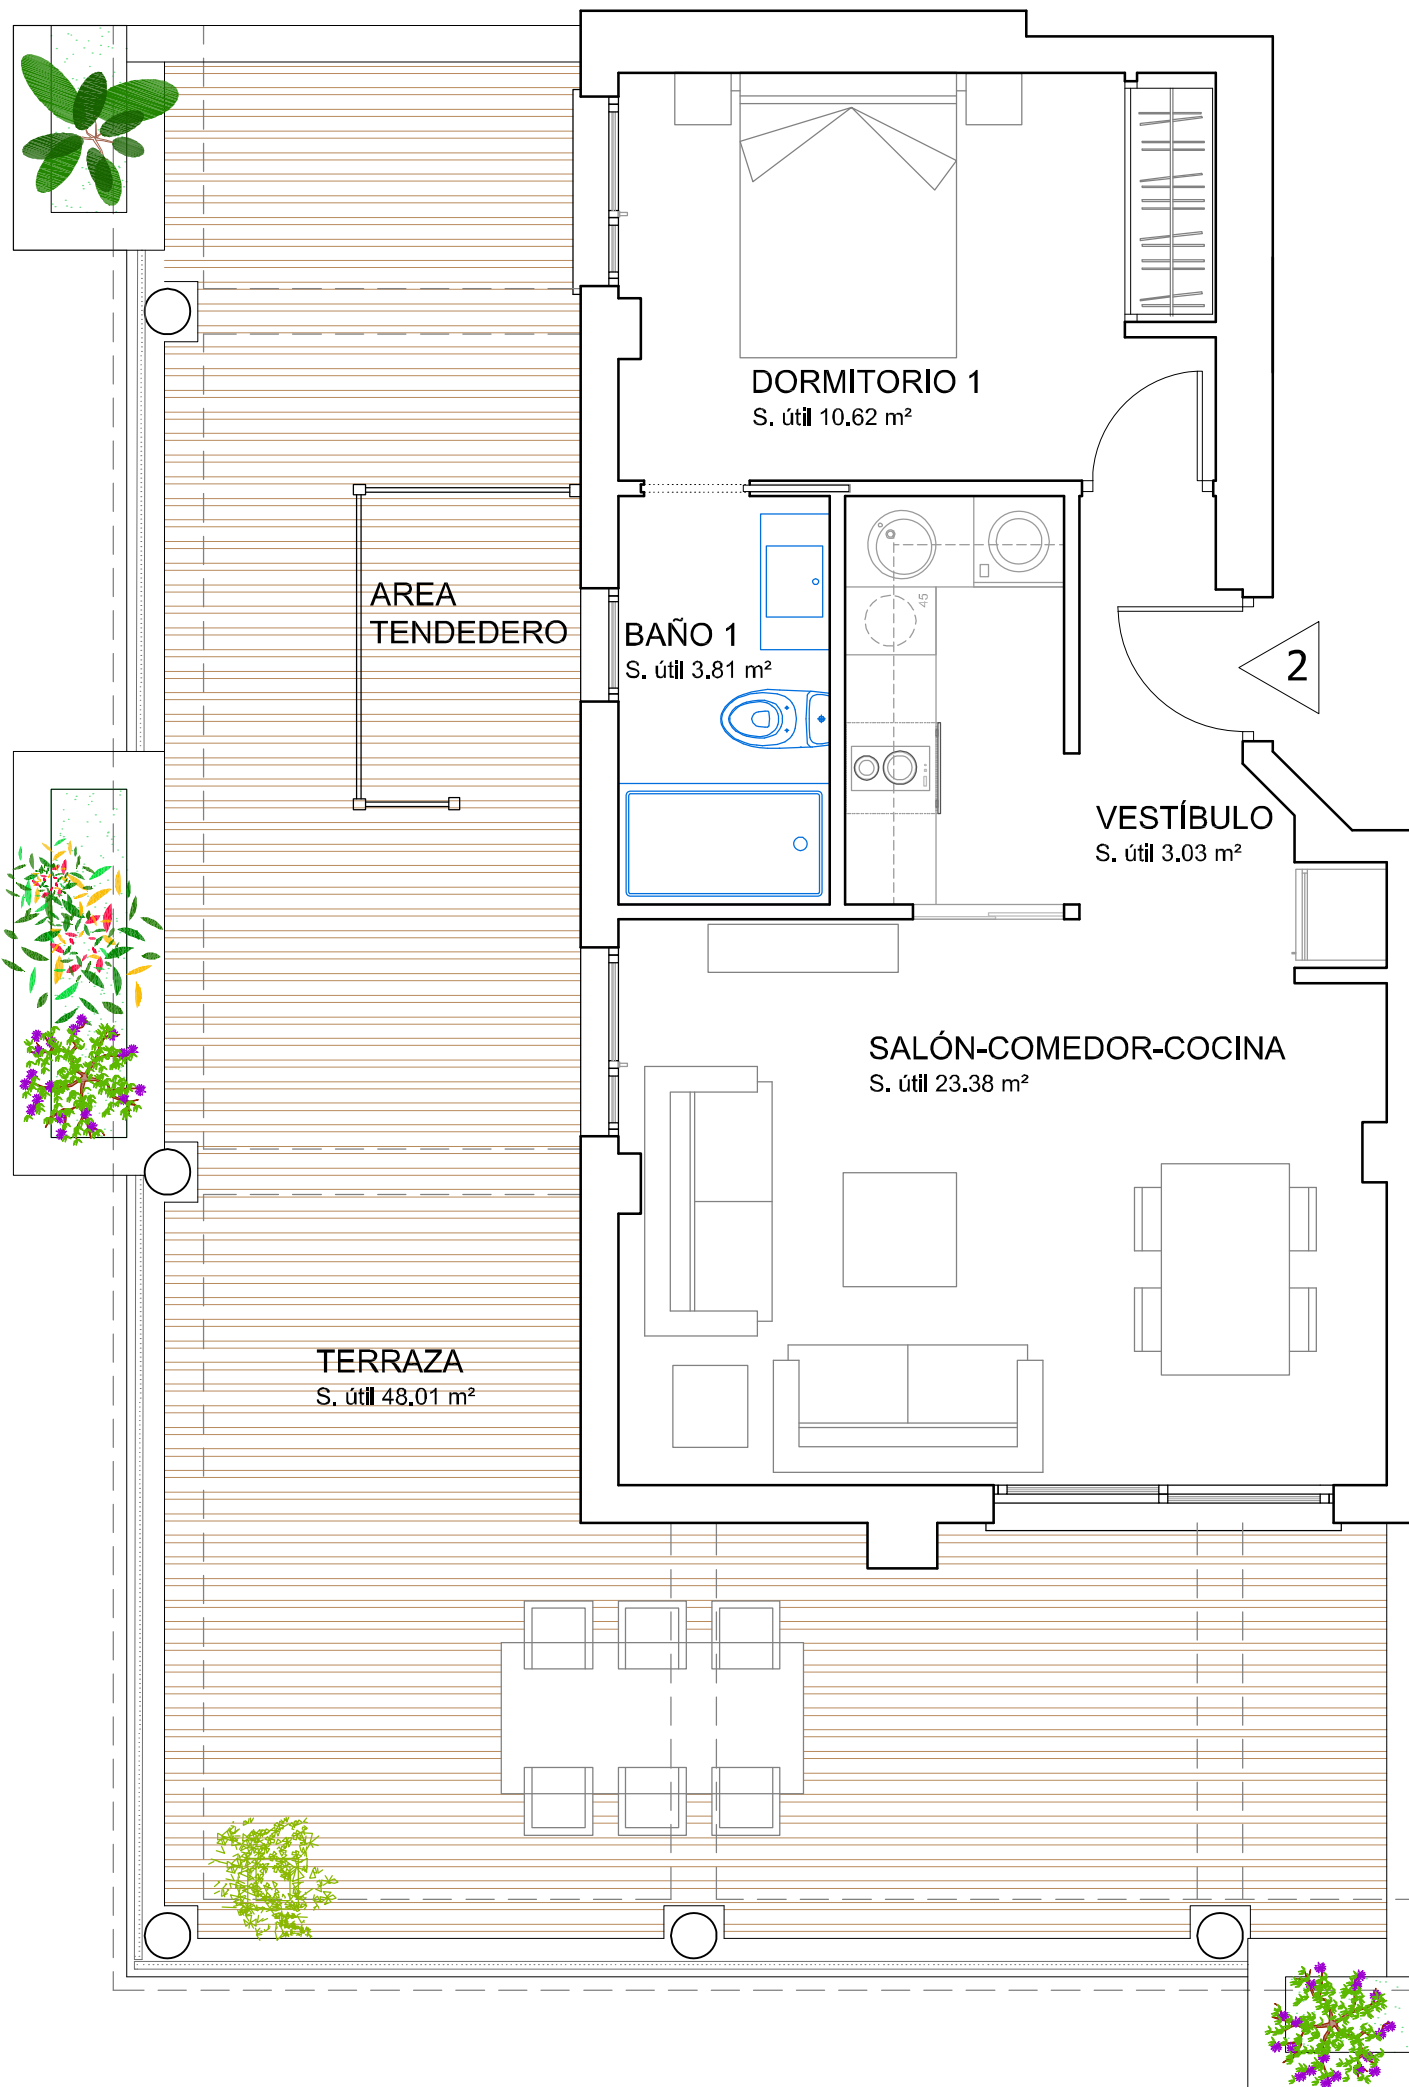 DORMITORIO 1
S. útil 10.62 m²
AREA
TENDEDERO
BAÑO 1
S. útil 3.81 m²
45
2
VESTÍBULO
S. útil 3.03 m²
SALÓN-COMEDOR-COCINA
S. útil 23.38 m²
TERRAZA
S. útil 48.01 m²